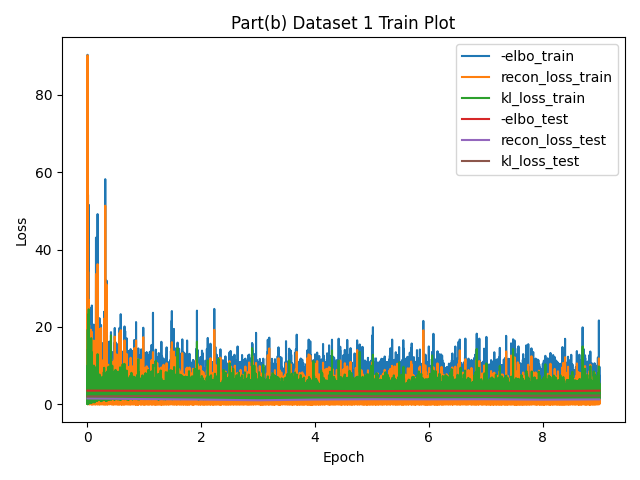 Part(b) Dataset 1 Train Plot
-elbo_train
recon_loss_train
kl_loss_train
-elbo_test
recon_loss_test
kl_loss_test
80
60
40
20
0
Loss
0 2 4 6 8
Epoch